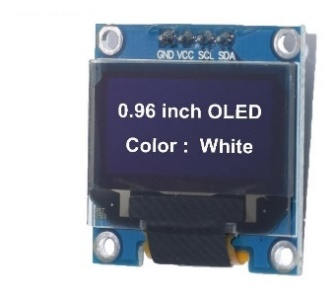 GND VCC SCL SDA
0.96 inch OLED
Color : White